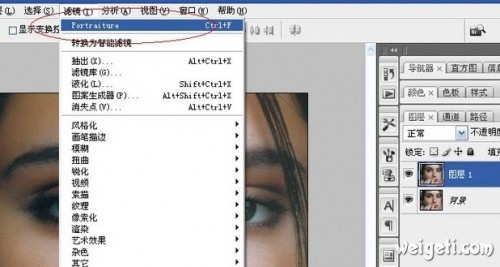 选择(S) 滤镜(T) 分析(A) 视图(V) 窗口(W) 帮助(H)
显示变换控
Portraiture Ctrl+F
转换为智能滤镜
抽出(X)... Alt+Ctrl+X
滤镜库(G)...
液化(L)... Shift+Ctrl+X
图案生成器(P)... Alt+Shift+Ctrl+X
消失点(V)... Alt+Ctrl+V
风格化
画笔描边
模糊
扭曲
锐化
视频
素描
纹理
像素化
渲染
艺术效果
杂色
其它
导航器 直方图 信息
颜色 色板 样式
图层 通道 路径
正常 不透明
锁定: 填充
图层 1
背景
weigeti.com